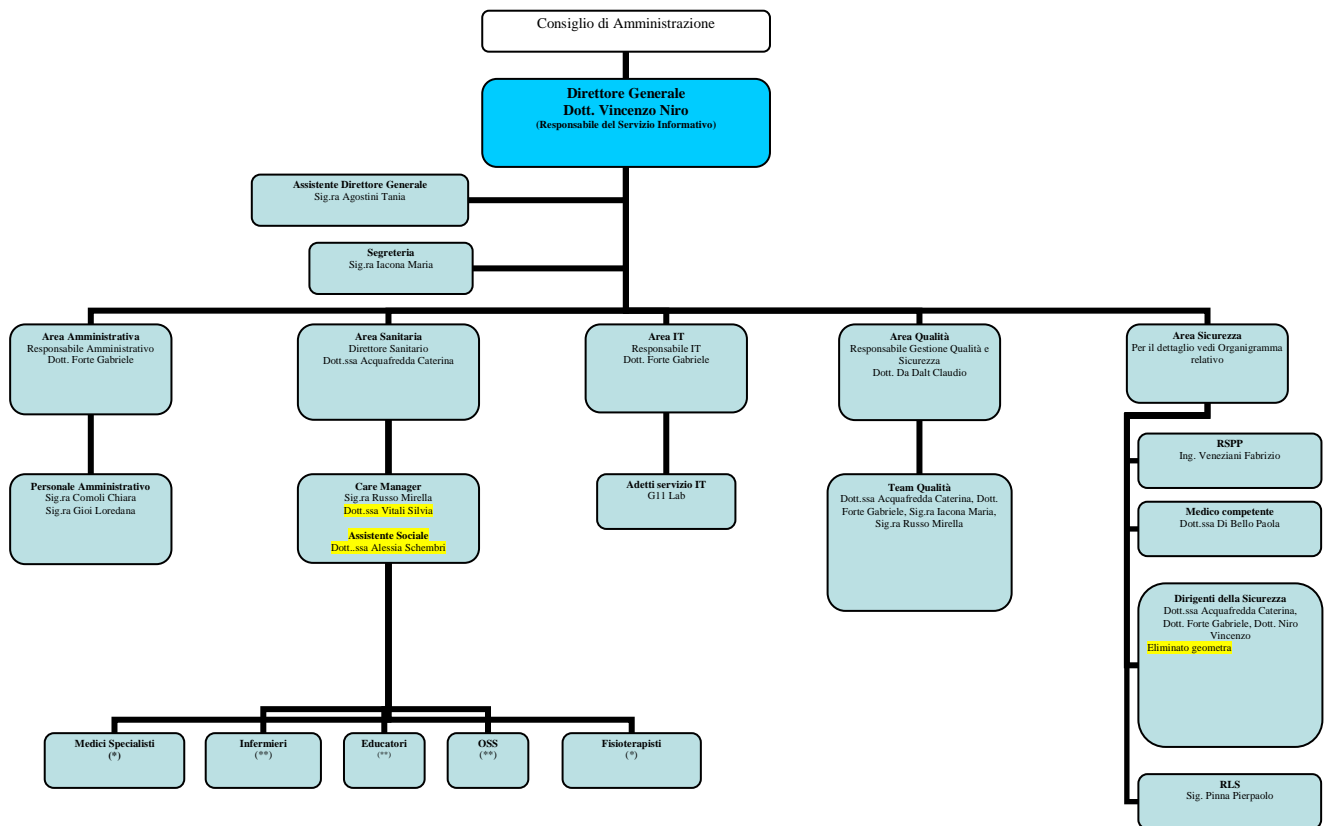 Consiglio di Amministrazione
Direttore Generale
Dott. Vincenzo Niro
(Responsabile del Servizio Informativo)
Assistente Direttore Generale
Sig.ra Agostini Tania
Segreteria
Sig.ra Iacona Maria
Area Amministrativa
Responsabile Amministrativo
Dott. Forte Gabriele
Area Sanitaria
Direttore Sanitario
Dott.ssa Acquafredda Caterina
Area IT
Responsabile IT
Dott. Forte Gabriele
Area Qualità
Responsabile Gestione Qualità e
Sicurezza
Dott. Da Dalt Claudio
Area Sicurezza
Per il dettaglio vedi Organigramma
relativo
Personale Amministrativo
Sig.ra Comoli Chiara
Sig.ra Gioi Loredana
Care Manager
Sig.ra Russo Mirella
Dott.ssa Vitali Silvia
Assistente Sociale
Dott..ssa Alessia Schembri
Adetti servizio IT
G11 Lab
Team Qualità
Dott.ssa Acquafredda Caterina, Dott.
Forte Gabriele, Sig.ra Iacona Maria,
Sig.ra Russo Mirella
RSPP
Ing. Veneziani Fabrizio
Medico competente
Dott.ssa Di Bello Paola
Dirigenti della Sicurezza
Dott.ssa Acquafredda Caterina,
Dott. Forte Gabriele, Dott. Niro
Vincenzo
Eliminato geometra
RLS
Sig. Pinna Pierpaolo
Medici Specialisti
(*)
Infermieri
(**)
Educatori
(**)
OSS
(**)
Fisioterapisti
(*)